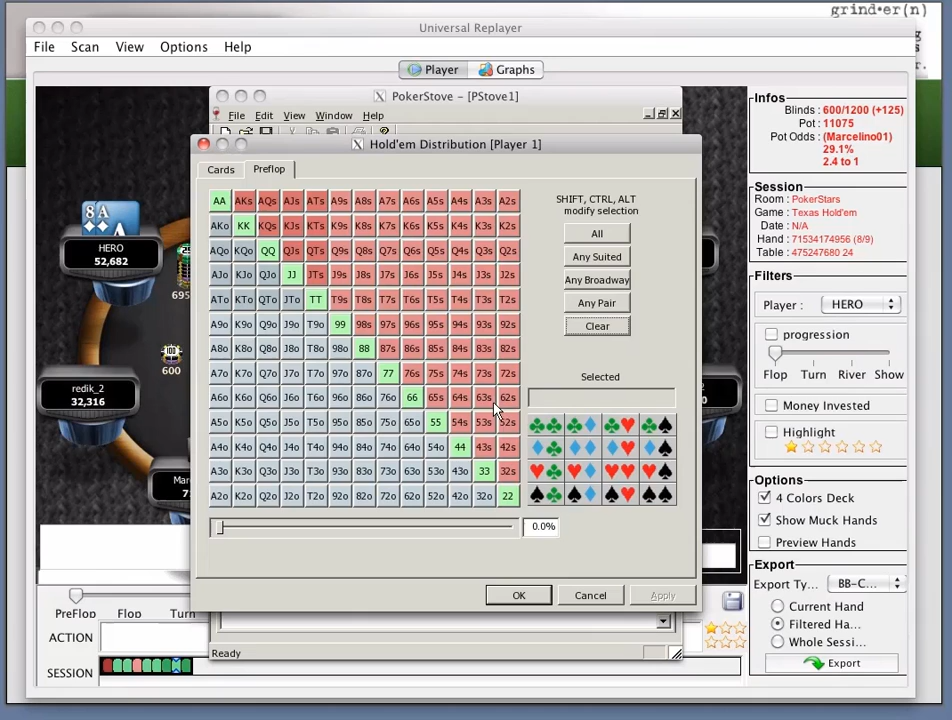 grind•er(n)
Universal Replayer
File Scan View Options Help
Player Graphs
PokerStove - [PStove1]
File Edit View Window Help
Hold'em Distribution [Player 1]
Cards Preflop
AA AKs AQs AJs ATs A9s A8s A7s A6s A5s A4s A3s A2s
AKo KK KQs KJs KTs K9s K8s K7s K6s K5s K4s K3s K2s
AQo KQo QQ QJs QTs Q9s Q8s Q7s Q6s Q5s Q4s Q3s Q2s
AJo KJo QJo JJ JTs J9s J8s J7s J6s J5s J4s J3s J2s
ATo KTo QTo JTo TT T9s T8s T7s T6s T5s T4s T3s T2s
A9o K9o Q9o J9o T9o 99 98s 97s 96s 95s 94s 93s 92s
A8o K8o Q8o J8o T8o 98o 88 87s 86s 85s 84s 83s 82s
A7o K7o Q7o J7o T7o 97o 87o 77 76s 75s 74s 73s 72s
A6o K6o Q6o J6o T6o 96o 86o 76o 66 65s 64s 63s 62s
A5o K5o Q5o J5o T5o 95o 85o 75o 65o 55 54s 53s 52s
A4o K4o Q4o J4o T4o 94o 84o 74o 64o 54o 44 43s 42s
A3o K3o Q3o J3o T3o 93o 83o 73o 63o 53o 43o 33 32s
A2o K2o Q2o J2o T2o 92o 82o 72o 62o 52o 42o 32o 22
0.0%
SHIFT, CTRL, ALT
modify selection
All
Any Suited
Any Broadway
Any Pair
Clear
Selected
OK Cancel Apply
Ready
8 A
HERO
52,682
695
100
600
redik_2
32,316
Infos
Blinds : 600/1200 (+125)
Pot : 11075
Pot Odds : (Marcelino01)
29.1%
2.4 to 1
Session
Room : PokerStars
Game : Texas Hold'em
Date : N/A
Hand : 71534174956 (8/9)
Table : 475247680 24
Filters
Player : HERO
progression
Flop Turn River Show
Money Invested
Highlight
Options
4 Colors Deck
Show Muck Hands
Preview Hands
Export
Export Ty... BB-C...
Current Hand
Filtered Ha...
Whole Sessi...
Export
PreFlop Flop Turn
ACTION
SESSION